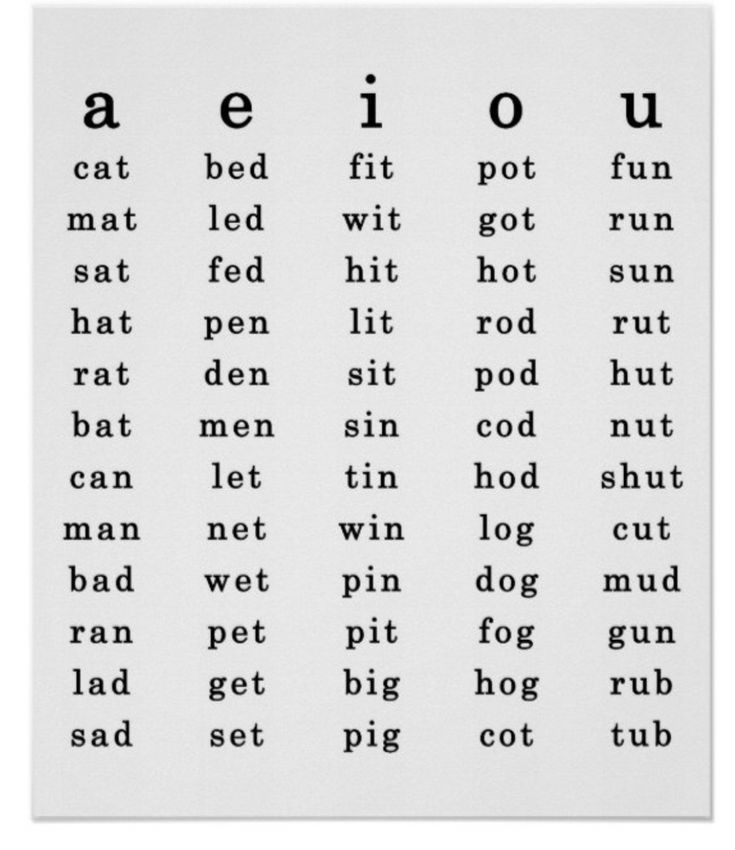 a e i o u
cat bed fit pot fun
mat led wit got run
sat fed hit hot sun
hat pen lit rod rut
rat den sit pod hut
bat men sin cod nut
can let tin hod shut
man net win log cut
bad wet pin dog mud
ran pet pit fog gun
lad get big hog rub
sad set pig cot tub